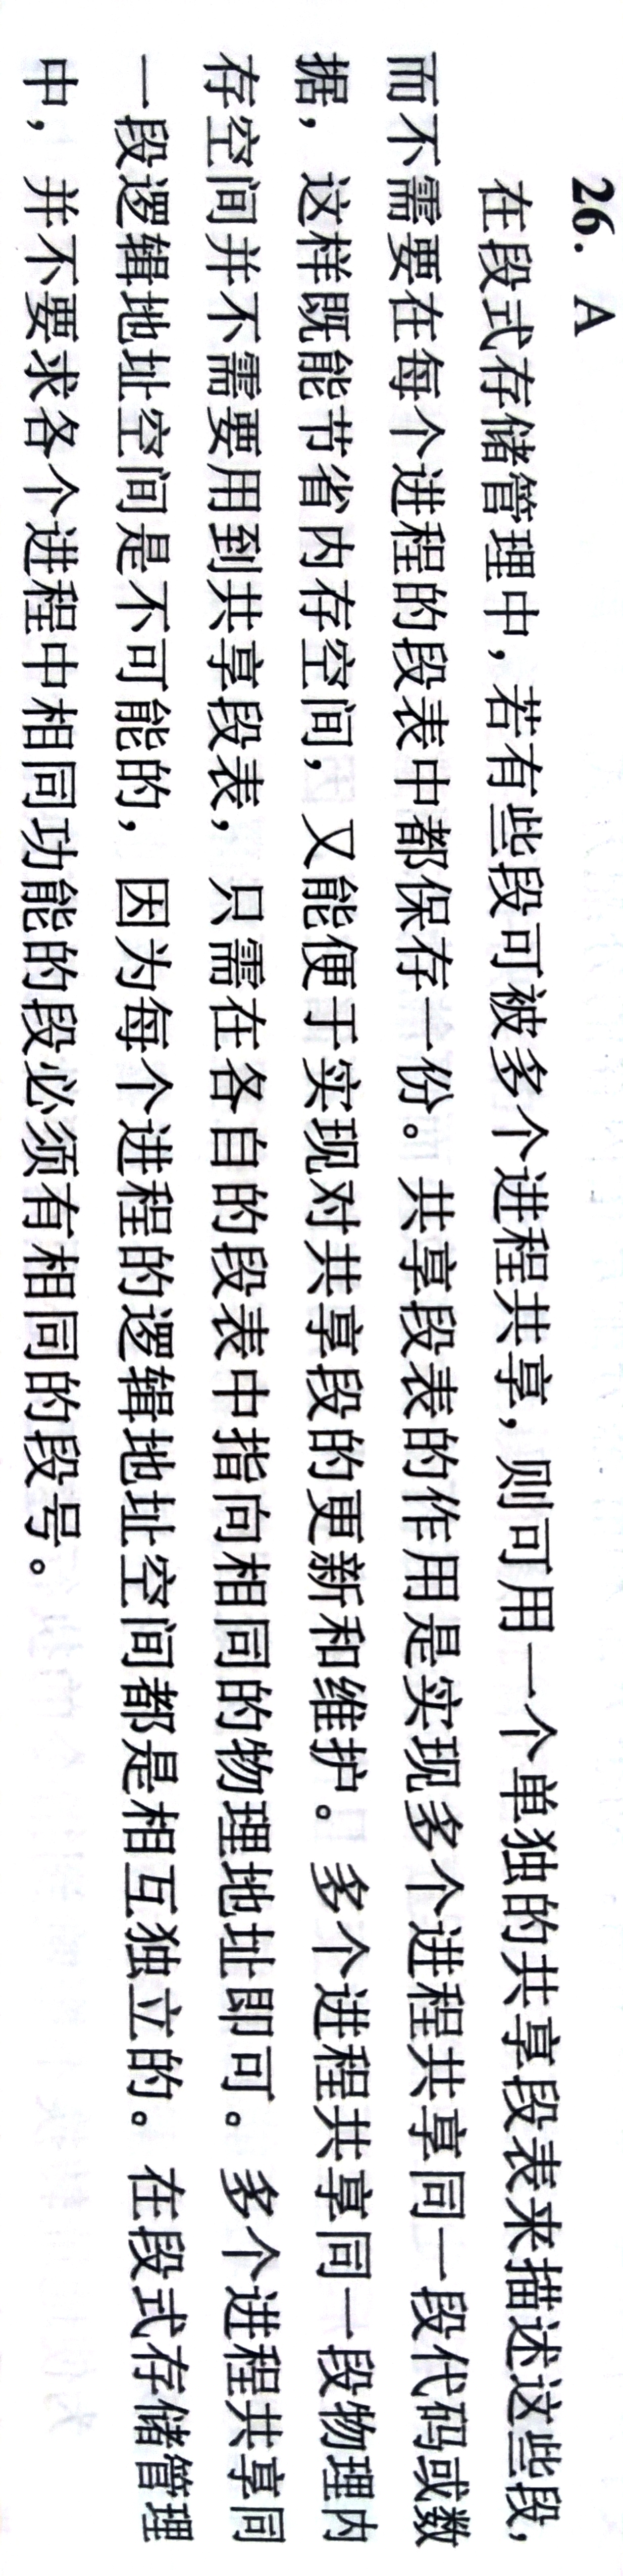 26. A
在段式存储管理中，若有些段可被多个进程共享，则可用一个单独的共享段表来描述这些段，
而不需要在每个进程的段表中都保存一份。共享段表的作用是实现多个进程共享同一段代码或数
据，这样既能节省内存空间，又能便于实现对共享段的更新和维护。多个进程共享同一段物理内
存空间并不需要用到共享段表，只需在各自的段表中指向相同的物理地址即可。多个进程共享同
一段逻辑地址空间是不可能的，因为每个进程的逻辑地址空间都是相互独立的。在段式存储管理
中，并不要求各个进程中相同功能的段必须有相同的段号。